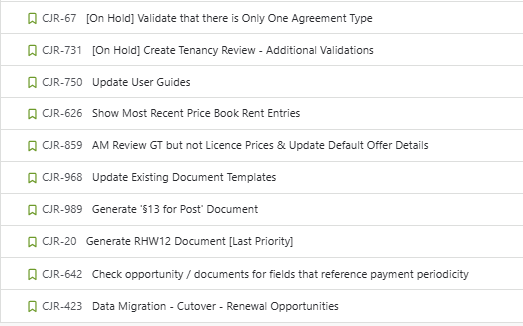 CJR-67 [On Hold] Validate that there is Only One Agreement Type
CJR-731 [On Hold] Create Tenancy Review - Additional Validations
CJR-750 Update User Guides
CJR-626 Show Most Recent Price Book Rent Entries
CJR-859 AM Review GT but not Licence Prices & Update Default Offer Details
CJR-968 Update Existing Document Templates
CJR-989 Generate '§13 for Post' Document
CJR-20 Generate RHW12 Document [Last Priority]
CJR-642 Check opportunity / documents for fields that reference payment periodicity
CJR-423 Data Migration - Cutover - Renewal Opportunities